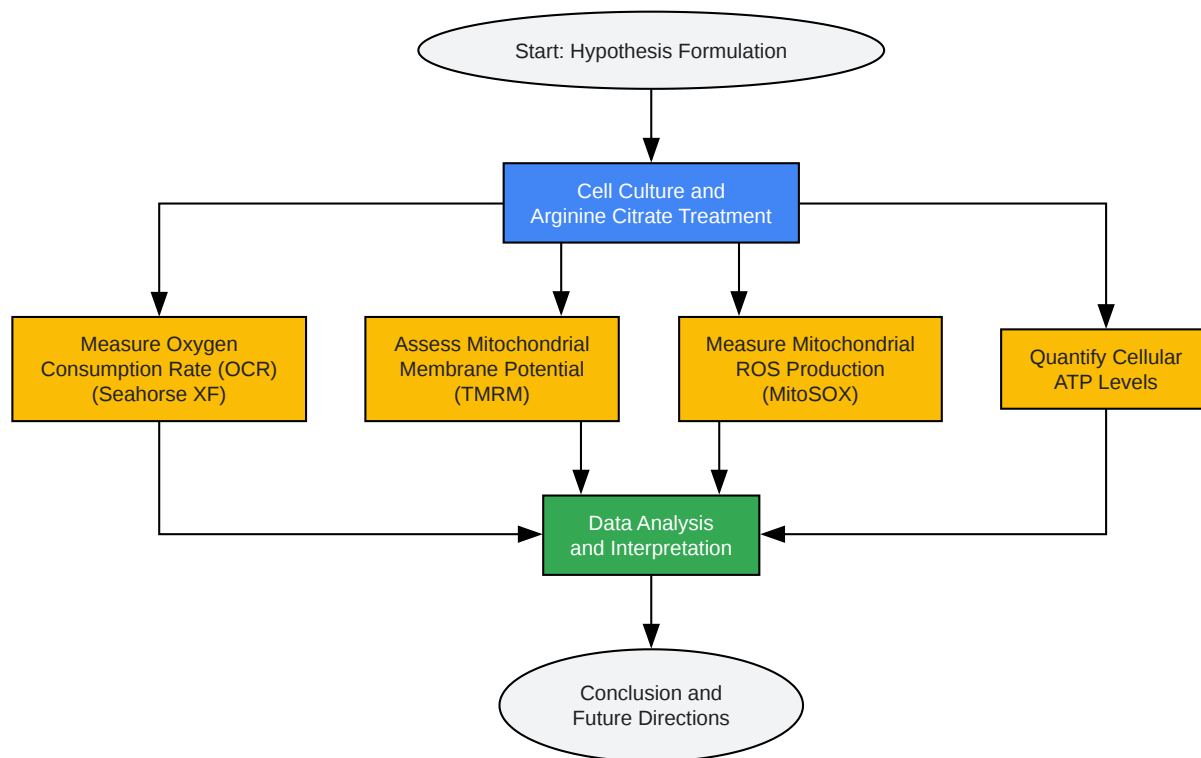 Start: Hypothesis Formulation
Cell Culture and
Arginine Citrate Treatment
Measure Oxygen
Consumption Rate (OCR)
(Seahorse XF)
Assess Mitochondrial
Membrane Potential
(TMRM)
Measure Mitochondrial
ROS Production
(MitoSOX)
Quantify Cellular
ATP Levels
Data Analysis
and Interpretation
Conclusion and
Future Directions